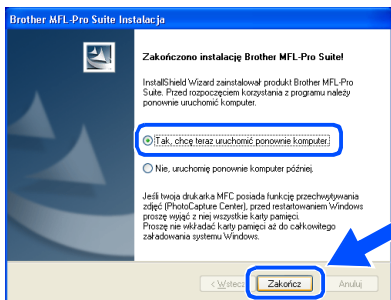 Brother MFL-Pro Suite Instalacja
Zakończono instalację Brother MFL-Pro Suite!
InstallShield Wizard zainstalował produkt Brother MFL-Pro
Suite. Przed rozpoczęciem korzystania z programu należy
ponownie uruchomić komputer.
Tak, chcę teraz uruchomić ponownie komputer.
Nie, uruchomię ponownie komputer później.
Jeśli twoja drukarka MFC posiada funkcję przechwytywania
zdjęć (PhotoCapture Center), przed restartowaniem Windows
proszę wyjąć z niej wszystkie karty pamięci.
Proszę nie wkładać karty pamięci aż do całkowitego
załadowania systemu Windows.
< Wstecz Zakończ Anuluj